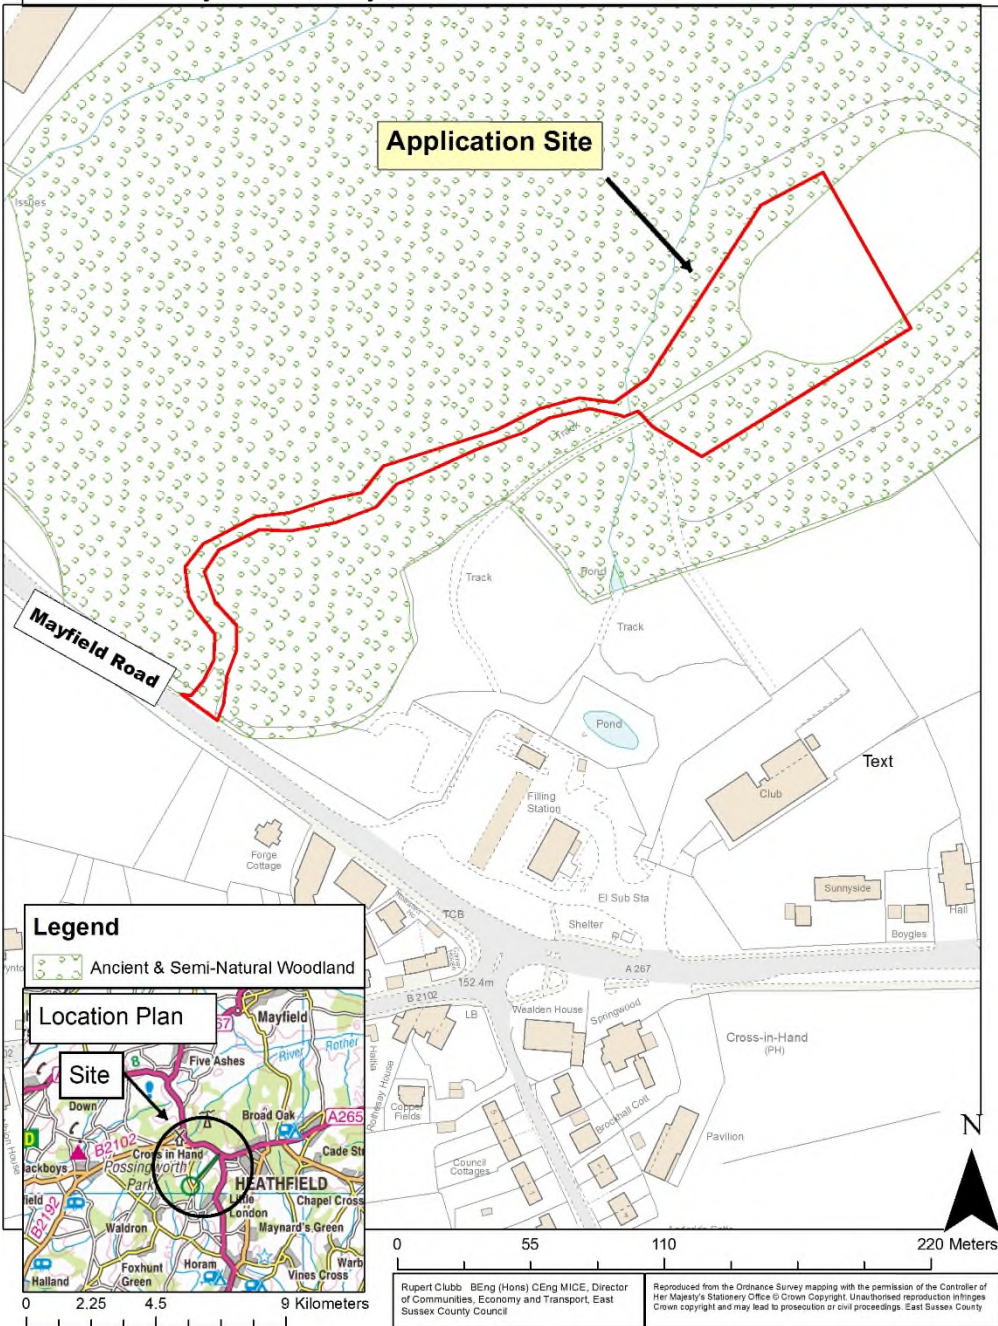 Application Site
Issues
Track
Mayfield Road
Track
Pond
Track
Pond
Text
Club
Filling
Station
Forge
Cottage
El Sub Sta
Sunnyside
Hall
Shelter
Boygles
TCB
A 267
152.4m
B 2102
LB
Wealden House
Springwood
Cross-in-Hand
(PH)
Hallia
Rothesay House
Copper
Fields
Brockhall Cott
Pavilion
Council
Cottages
Legend
Ancient & Semi-Natural Woodland
Location Plan
Site
Mayfield
Five Ashes
River
Rother
Down
Broad Oak
A265
B2102
Cross in Hand
Cade Str
Possingworth
Park
HEATHFIELD
Little
London
Chapel Cross
B2192
Waldron
Maynard's Green
Foxhunt
Green
Horam
Vines Cross
Halland
0 2.25 4.5 9 Kilometers
N
0 55 110 220 Meters
Rupert Clubb BEng (Hons) CEng MICE, Director
of Communities, Economy and Transport, East
Sussex County Council
Reproduced from the Ordnance Survey mapping with the permission of the Controller of
Her Majesty's Stationery Office © Crown Copyright. Unauthorised reproduction infringes
Crown copyright and may lead to prosecution or civil proceedings. East Sussex County